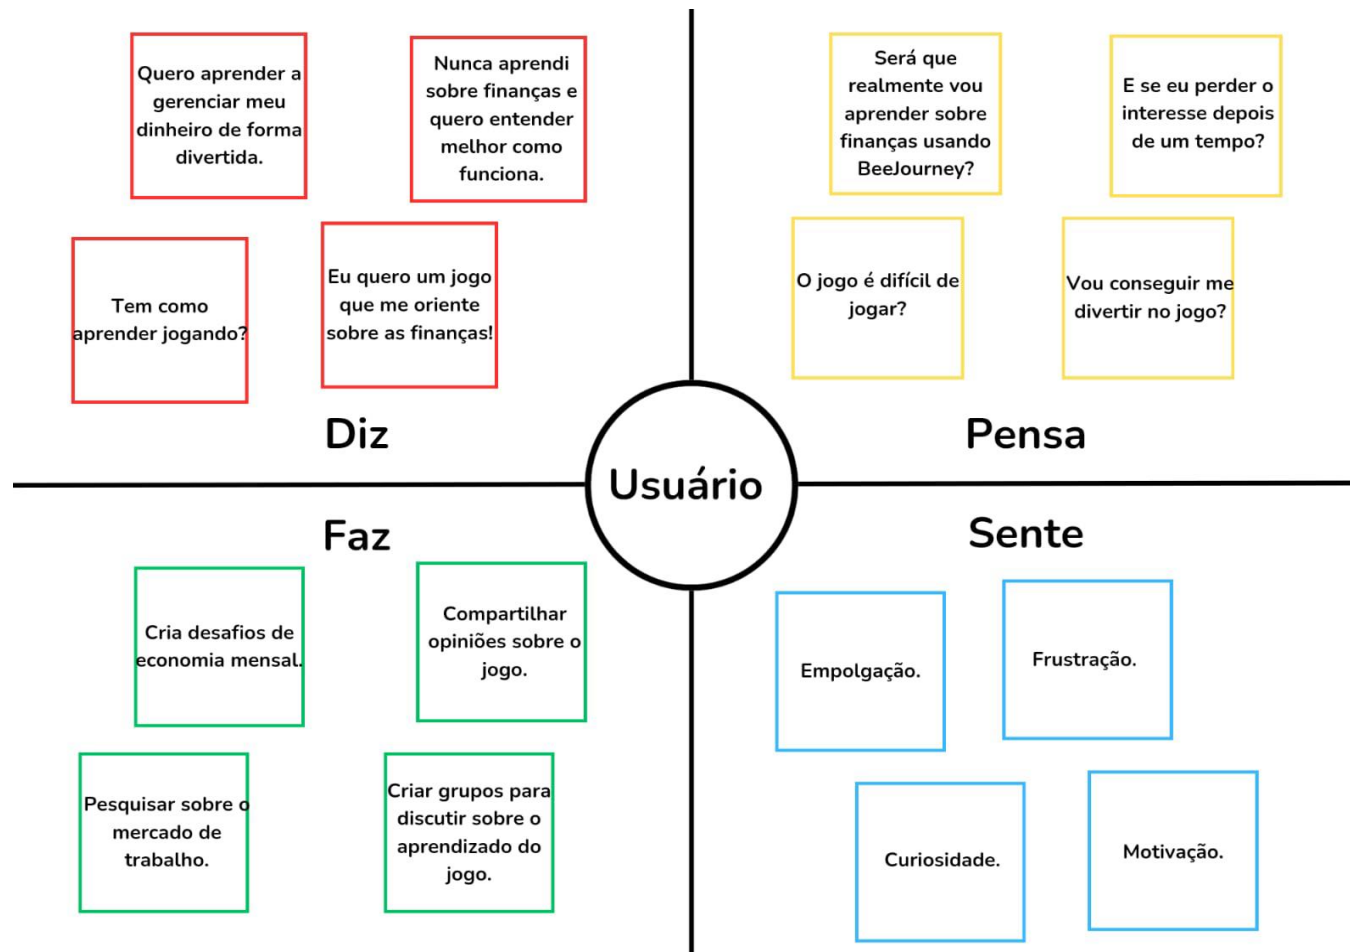 Quero aprender a
gerenciar meu
dinheiro de forma
divertida.
Nunca aprendi
sobre finanças e
quero entender
melhor como
funciona.
Tem como
aprender jogando?
Eu quero um jogo
que me oriente
sobre as finanças!
Diz
Será que
realmente vou
aprender sobre
finanças usando
BeeJourney?
E se eu perder o
interesse depois
de um tempo?
O jogo é difícil de
jogar?
Vou conseguir me
divertir no jogo?
Pensa
Usuário
Faz
Cria desafios de
economia mensal.
Compartilhar
opiniões sobre o
jogo.
Pesquisar sobre o
mercado de
trabalho.
Criar grupos para
discutir sobre o
aprendizado do
jogo.
Sente
Empolgação.
Frustração.
Curiosidade.
Motivação.